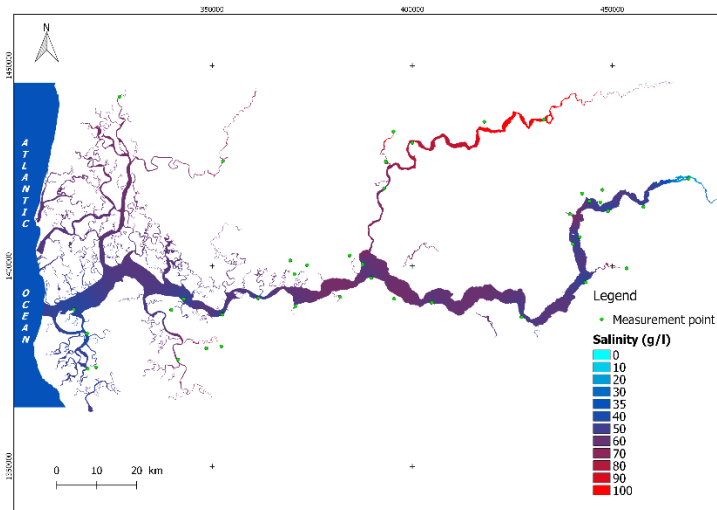 350000
400000
450000
N
1450000
ATLANTIC
OCEAN
1400000
Legend
Measurement point
Salinity (g/l)
0
10
20
30
35
40
50
60
70
80
90
100
1350000
0 10 20 km